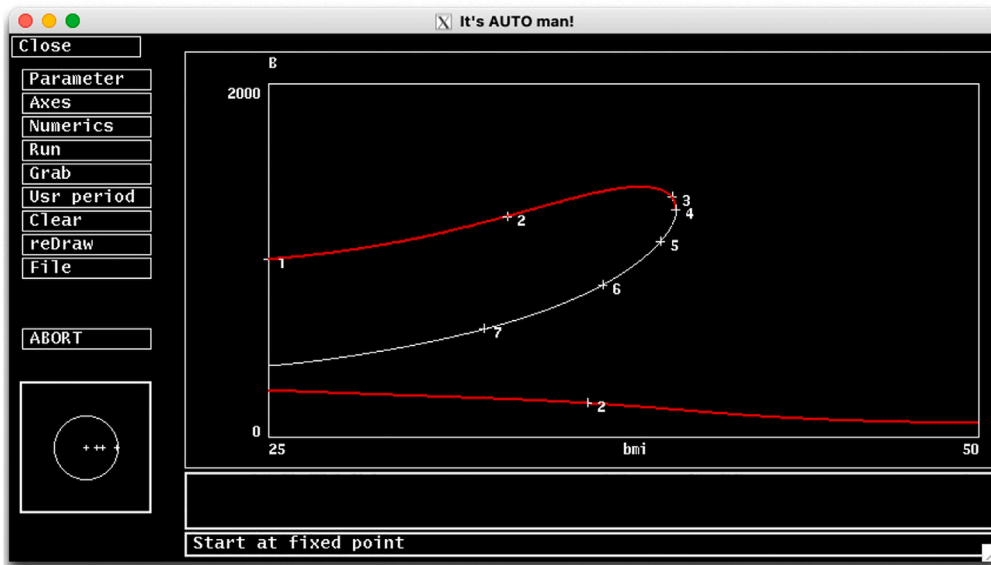 It's AUTO man!
Close
Parameter
Axes
Numerics
Run
Grab
Usr period
Clear
reDraw
File
ABORT
B
2000
1
2
3
4
5
6
7
2
0
25 bmi 50
Start at fixed point